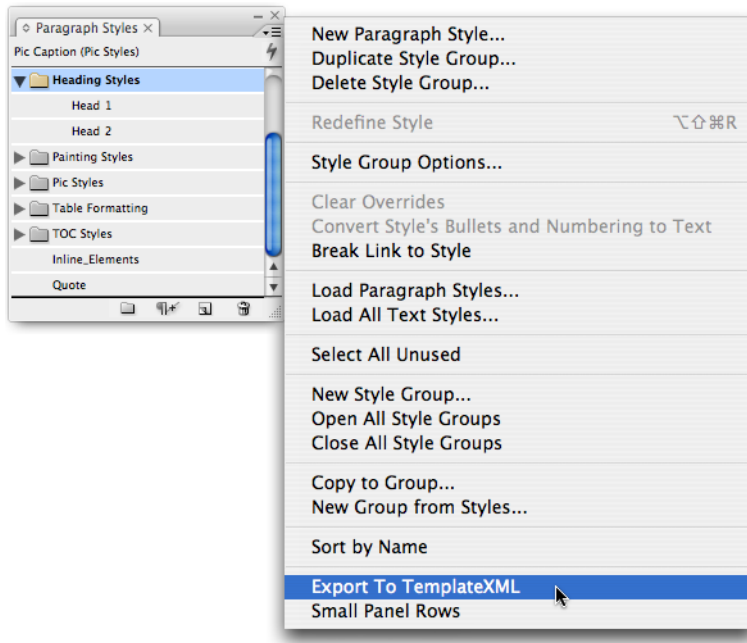 Paragraph Styles
Pic Caption (Pic Styles)
Heading Styles
Head 1
Head 2
Painting Styles
Pic Styles
Table Formatting
TOC Styles
Inline_Elements
Quote
New Paragraph Style...
Duplicate Style Group...
Delete Style Group...
Redefine Style ⌥⇧⌘R
Style Group Options...
Clear Overrides
Convert Style's Bullets and Numbering to Text
Break Link to Style
Load Paragraph Styles...
Load All Text Styles...
Select All Unused
New Style Group...
Open All Style Groups
Close All Style Groups
Copy to Group...
New Group from Styles...
Sort by Name
Export To TemplateXML
Small Panel Rows